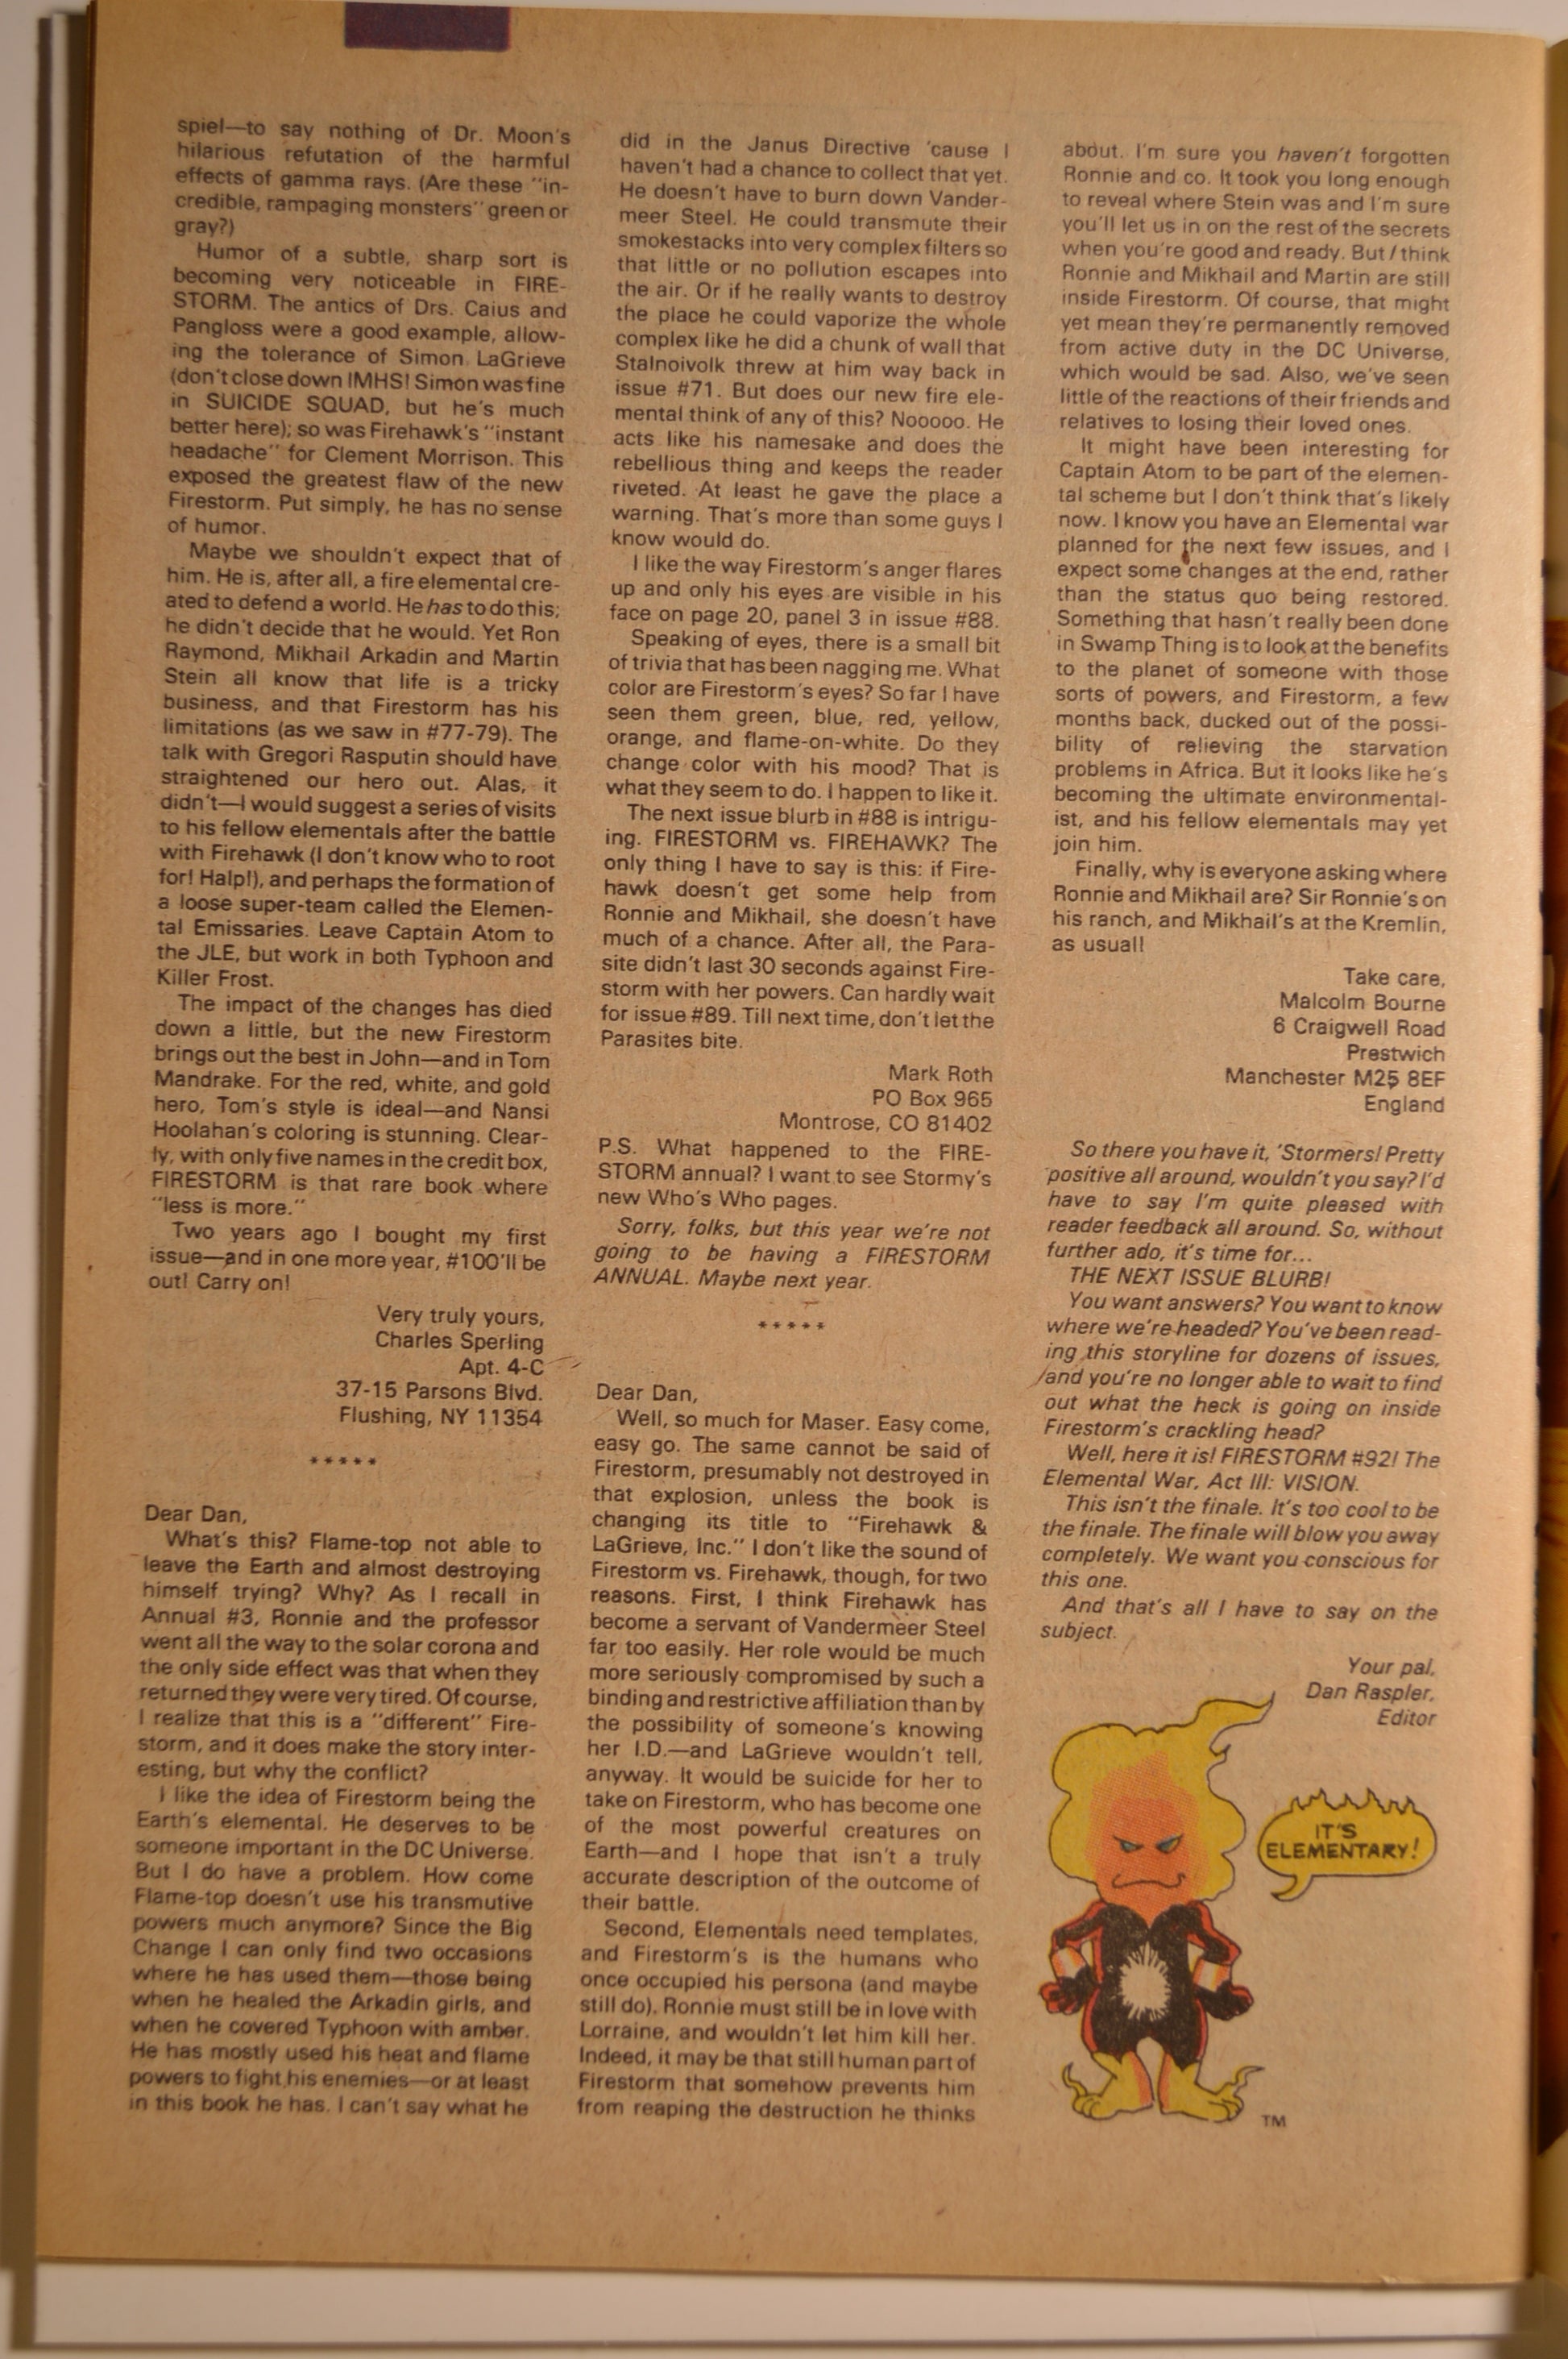 spiel—to say nothing of Dr. Moon's
hilarious refutation of the harmful
effects of gamma rays. (Are these "in-
credible, rampaging monsters" green or
gray?)
Humor of a subtle, sharp sort is
becoming very noticeable in FIRE-
STORM. The antics of Drs. Caius and
Pangloss were a good example, allow-
ing the tolerance of Simon LaGrieve
(don't close down IMHS! Simon was fine
in SUICIDE SQUAD, but he's much
better here); so was Firehawk's "instant
headache" for Clement Morrison. This
exposed the greatest flaw of the new
Firestorm. Put simply, he has no sense
of humor.
Maybe we shouldn't expect that of
him. He is, after all, a fire elemental cre-
ated to defend a world. He has to do this;
he didn't decide that he would. Yet Ron
Raymond, Mikhail Arkadin and Martin
Stein all know that life is a tricky
business, and that Firestorm has his
limitations (as we saw in #77-79). The
talk with Gregori Rasputin should have
straightened our hero out. Alas, it
didn't—I would suggest a series of visits
to his fellow elementals after the battle
with Firehawk (I don't know who to root
for! Halp!), and perhaps the formation of
a loose super-team called the Elemen-
tal Emissaries. Leave Captain Atom to
the JLE, but work in both Typhoon and
Killer Frost.
The impact of the changes has died
down a little, but the new Firestorm
brings out the best in John—and in Tom
Mandrake. For the red, white, and gold
hero, Tom's style is ideal—and Nansi
Hoolahan's coloring is stunning. Clear-
ly, with only five names in the credit box,
FIRESTORM is that rare book where
"less is more."
Two years ago I bought my first
issue—and in one more year, #100'll be
out! Carry on!
Very truly yours,
Charles Sperling
Apt. 4-C
37-15 Parsons Blvd.
Flushing, NY 11354
*****
Dear Dan,
What's this? Flame-top not able to
leave the Earth and almost destroying
himself trying? Why? As I recall in
Annual #3, Ronnie and the professor
went all the way to the solar corona and
the only side effect was that when they
returned they were very tired. Of course,
I realize that this is a "different" Fire-
storm, and it does make the story inter-
esting, but why the conflict?
I like the idea of Firestorm being the
Earth's elemental. He deserves to be
someone important in the DC Universe.
But I do have a problem. How come
Flame-top doesn't use his transmutive
powers much anymore? Since the Big
Change I can only find two occasions
where he has used them—those being
when he healed the Arkadin girls, and
when he covered Typhoon with amber.
He has mostly used his heat and flame
powers to fight his enemies—or at least
in this book he has. I can't say what he
did in the Janus Directive 'cause I
haven't had a chance to collect that yet.
He doesn't have to burn down Vander-
meer Steel. He could transmute their
smokestacks into very complex filters so
that little or no pollution escapes into
the air. Or if he really wants to destroy
the place he could vaporize the whole
complex like he did a chunk of wall that
Stalnoivolk threw at him way back in
issue #71. But does our new fire ele-
mental think of any of this? Nooooo. He
acts like his namesake and does the
rebellious thing and keeps the reader
riveted. At least he gave the place a
warning. That's more than some guys I
know would do.
I like the way Firestorm's anger flares
up and only his eyes are visible in his
face on page 20, panel 3 in issue #88.
Speaking of eyes, there is a small bit
of trivia that has been nagging me. What
color are Firestorm's eyes? So far I have
seen them green, blue, red, yellow,
orange, and flame-on-white. Do they
change color with his mood? That is
what they seem to do. I happen to like it.
The next issue blurb in #88 is intrigu-
ing. FIRESTORM vs. FIREHAWK? The
only thing I have to say is this: if Fire-
hawk doesn't get some help from
Ronnie and Mikhail, she doesn't have
much of a chance. After all, the Para-
site didn't last 30 seconds against Fire-
storm with her powers. Can hardly wait
for issue #89. Till next time, don't let the
Parasites bite.
Mark Roth
PO Box 965
Montrose, CO 81402
P.S. What happened to the FIRE-
STORM annual? I want to see Stormy's
new Who's Who pages.
Sorry, folks, but this year we're not
going to be having a FIRESTORM
ANNUAL. Maybe next year.
*****
Dear Dan,
Well, so much for Maser. Easy come,
easy go. The same cannot be said of
Firestorm, presumably not destroyed in
that explosion, unless the book is
changing its title to "Firehawk &
LaGrieve, Inc." I don't like the sound of
Firestorm vs. Firehawk, though, for two
reasons. First, I think Firehawk has
become a servant of Vandermeer Steel
far too easily. Her role would be much
more seriously compromised by such a
binding and restrictive affiliation than by
the possibility of someone's knowing
her I.D.—and LaGrieve wouldn't tell,
anyway. It would be suicide for her to
take on Firestorm, who has become one
of the most powerful creatures on
Earth—and I hope that isn't a truly
accurate description of the outcome of
their battle.
Second, Elementals need templates,
and Firestorm's is the humans who
once occupied his persona (and maybe
still do). Ronnie must still be in love with
Lorraine, and wouldn't let him kill her.
Indeed, it may be that still human part of
Firestorm that somehow prevents him
from reaping the destruction he thinks
about. I'm sure you haven't forgotten
Ronnie and co. It took you long enough
to reveal where Stein was and I'm sure
you'll let us in on the rest of the secrets
when you're good and ready. But I think
Ronnie and Mikhail and Martin are still
inside Firestorm. Of course, that might
yet mean they're permanently removed
from active duty in the DC Universe,
which would be sad. Also, we've seen
little of the reactions of their friends and
relatives to losing their loved ones.
It might have been interesting for
Captain Atom to be part of the elemen-
tal scheme but I don't think that's likely
now. I know you have an Elemental war
planned for the next few issues, and I
expect some changes at the end, rather
than the status quo being restored.
Something that hasn't really been done
in Swamp Thing is to look at the benefits
to the planet of someone with those
sorts of powers, and Firestorm, a few
months back, ducked out of the possi-
bility of relieving the starvation
problems in Africa. But it looks like he's
becoming the ultimate environmental-
ist, and his fellow elementals may yet
join him.
Finally, why is everyone asking where
Ronnie and Mikhail are? Sir Ronnie's on
his ranch, and Mikhail's at the Kremlin,
as usual!
Take care,
Malcolm Bourne
6 Craigwell Road
Prestwich
Manchester M25 8EF
England
So there you have it, 'Stormers! Pretty
positive all around, wouldn't you say? I'd
have to say I'm quite pleased with
reader feedback all around. So, without
further ado, it's time for...
THE NEXT ISSUE BLURB!
You want answers? You want to know
where we're headed? You've been read-
ing this storyline for dozens of issues,
and you're no longer able to wait to find
out what the heck is going on inside
Firestorm's crackling head?
Well, here it is! FIRESTORM #92! The
Elemental War, Act III: VISION.
This isn't the finale. It's too cool to be
the finale. The finale will blow you away
completely. We want you conscious for
this one.
And that's all I have to say on the
subject.
Your pal,
Dan Raspler,
Editor
IT'S
ELEMENTARY!
TM